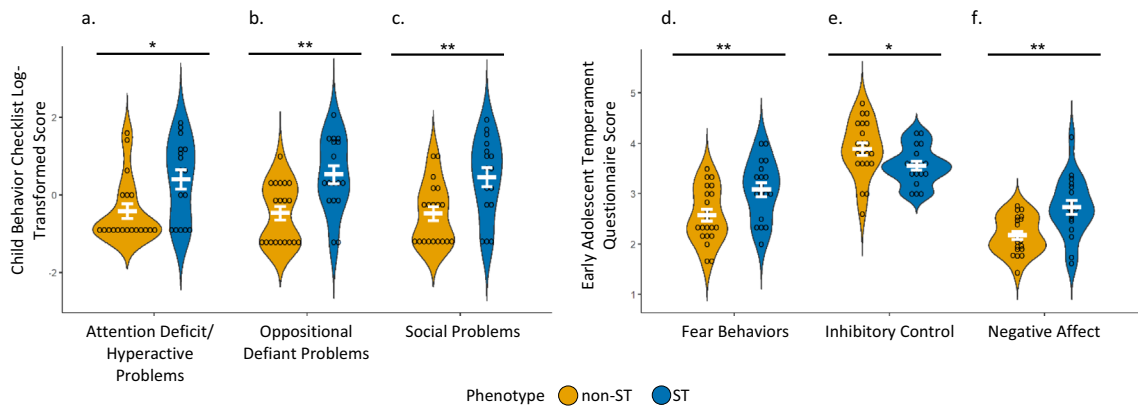 a. b. c. d. e. f.
* ** ** ** * **
Child Behavior Checklist Log-
Transformed Score
2
0
-2
Attention Deficit/
Hyperactive
Problems
Oppositional
Defiant Problems
Social Problems
Early Adolescent Temperament
Questionnaire Score
5
4
3
2
1
Fear Behaviors
Inhibitory Control
Negative Affect
Phenotype non-ST ST